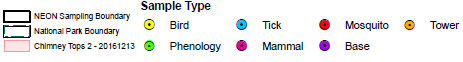 Sample Type
NEON Sampling Boundary
National Park Boundary
Chimney Tops 2 - 20161213
Bird
Tick
Mosquito
Tower
Phenology
Mammal
Base